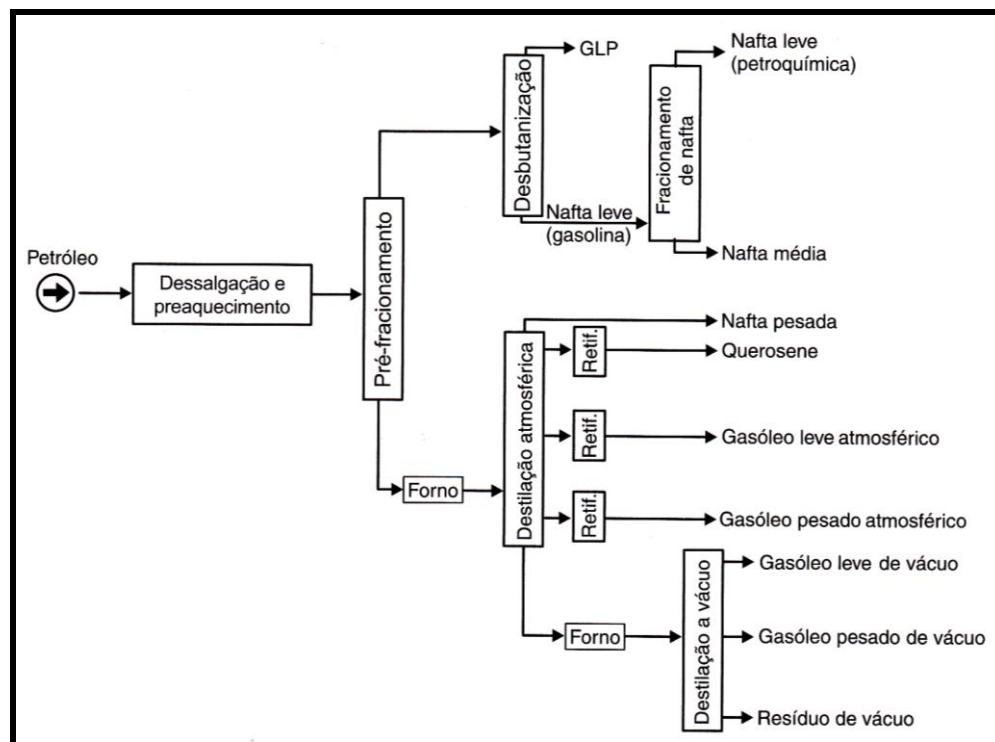 GLP
Nafta leve
(petroquímica)
Desbutanização
Fracionamento
de nafta
Nafta leve
(gasolina)
Nafta média
Petróleo
Dessalgação e
preaquecimento
Pré-fracionamento
Nafta pesada
Retif.
Querosene
Destilação atmosférica
Retif.
Gasóleo leve atmosférico
Forno
Retif.
Gasóleo pesado atmosférico
Gasóleo leve de vácuo
Forno
Destilação a vácuo
Gasóleo pesado de vácuo
Resíduo de vácuo